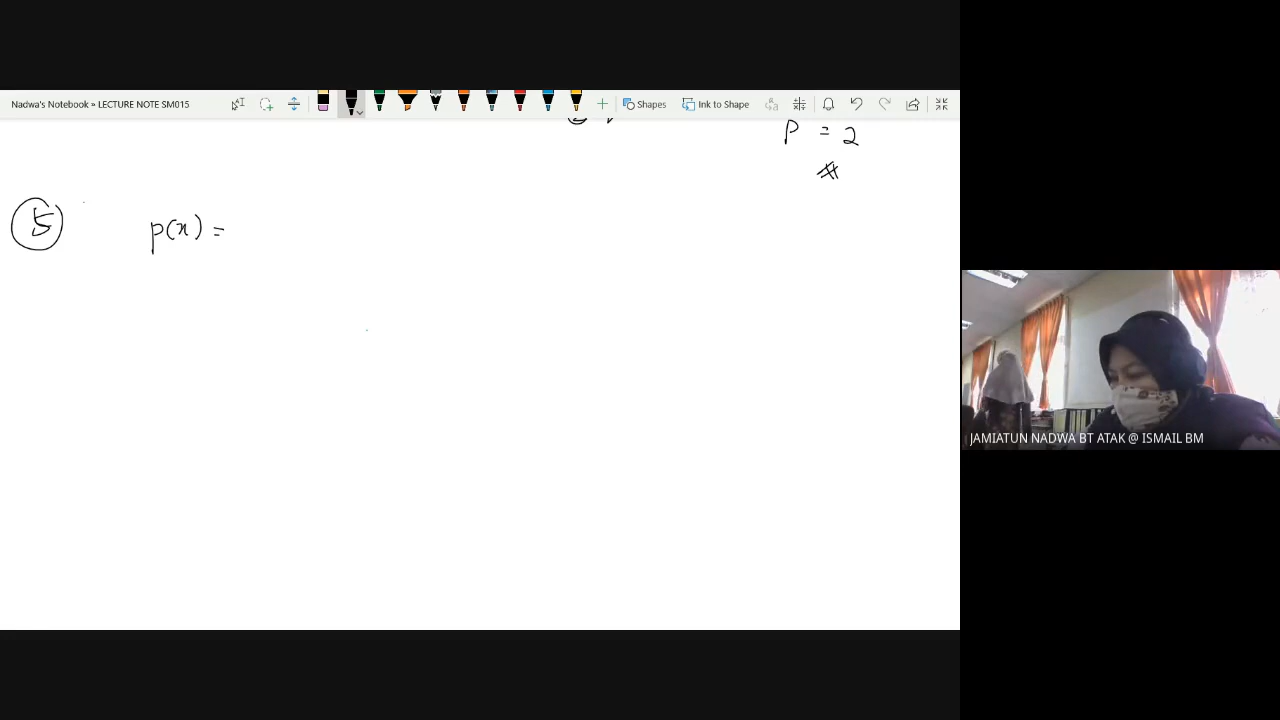 Nadwa's Notebook » LECTURE NOTE SM015
Shapes
Ink to Shape
P = 2
5 p(x) =
JAMIATUN NADWA BT ATAK @ ISMAIL BM